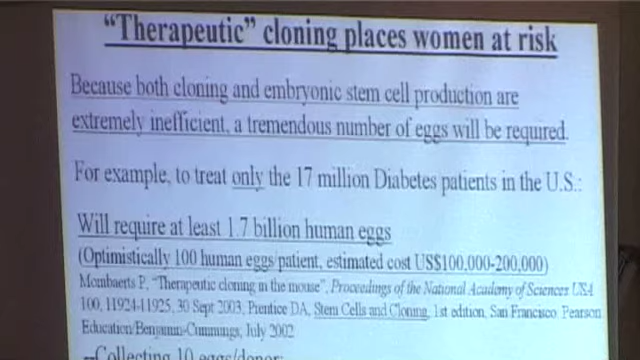 “Therapeutic” cloning places women at risk
Because both cloning and embryonic stem cell production are
extremely inefficient, a tremendous number of eggs will be required.
For example, to treat only the 17 million Diabetes patients in the U.S.:
Will require at least 1.7 billion human eggs
(Optimistically 100 human eggs/patient, estimated cost US$100,000-200,000)
Mombaerts P, “Therapeutic cloning in the mouse”, Proceedings of the National Academy of Sciences USA
100, 11924-11925, 30 Sept 2003, Prentice DA, Stem Cells and Cloning, 1st edition, San Francisco: Pearson
Education/Benjamin-Cummings, July 2002
--Collecting 10 eggs/donor: